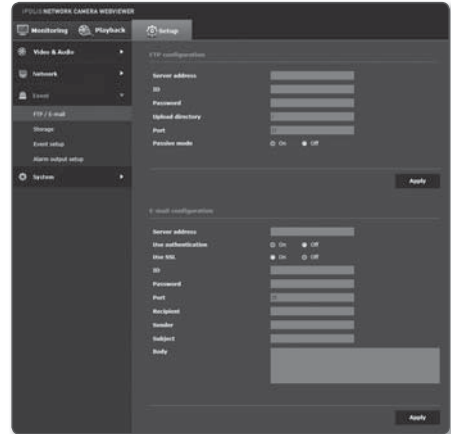 iPOLiS NETWORK CAMERA WEBVIEWER
Monitoring
Playback
Setup
Video & Audio
Network
Event
FTP / E-mail
Storage
Event setup
Alarm output setup
System
FTP configuration
Server address
ID
Password
Upload directory
Port
Passive mode
On Off
Apply
E-mail configuration
Server address
Use authentication
On Off
Use SSL
On Off
ID
Password
Port
Recipient
Sender
Subject
Body
Apply